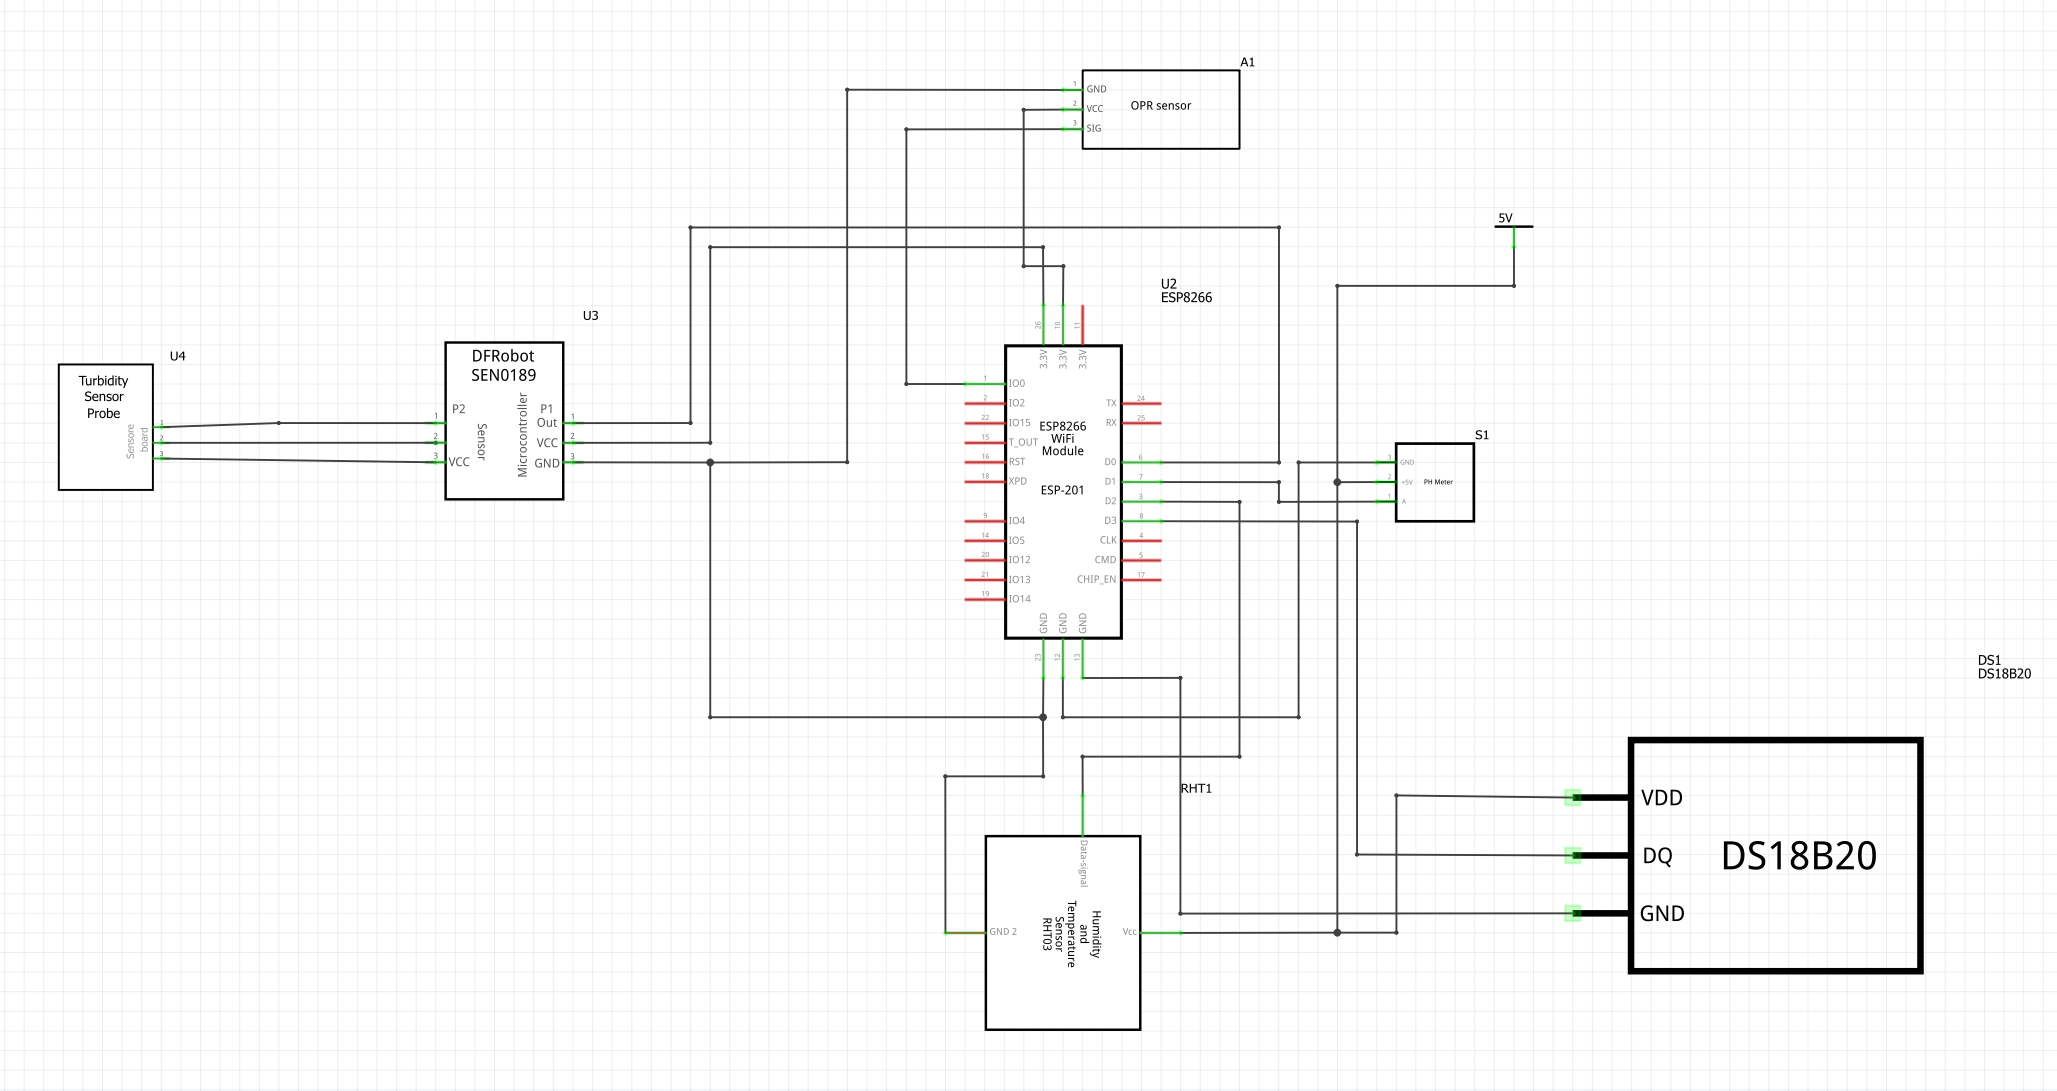 A1
1
GND
2
VCC
3
SIG
OPR sensor
5V
U2
ESP8266
U3
U4
Turbidity
Sensor
Probe
Sensore
board
1
2
3
DFRobot
SEN0189
P2
P1
1
2
3
VCC
Sensor
Microcontroller
Out
VCC
GND
1
2
3
26
10
11
3.3V
3.3V
3.3V
1
IO0
2
IO2
22
IO15
15
T_OUT
16
RST
18
XPD
9
IO4
14
IO5
20
IO12
21
IO13
19
IO14
ESP8266
WiFi
Module
ESP-201
TX
24
RX
25
D0
6
D1
7
D2
3
D3
8
CLK
4
CMD
5
CHIP_EN
17
GND
GND
GND
23
12
13
S1
3
GND
2
+5V
1
A
PH Meter
DS1
DS18B20
RHT1
Data-signal
Humidity
and
Temperature
Sensor
RHT03
GND 2
Vcc
VDD
DQ
GND
DS18B20